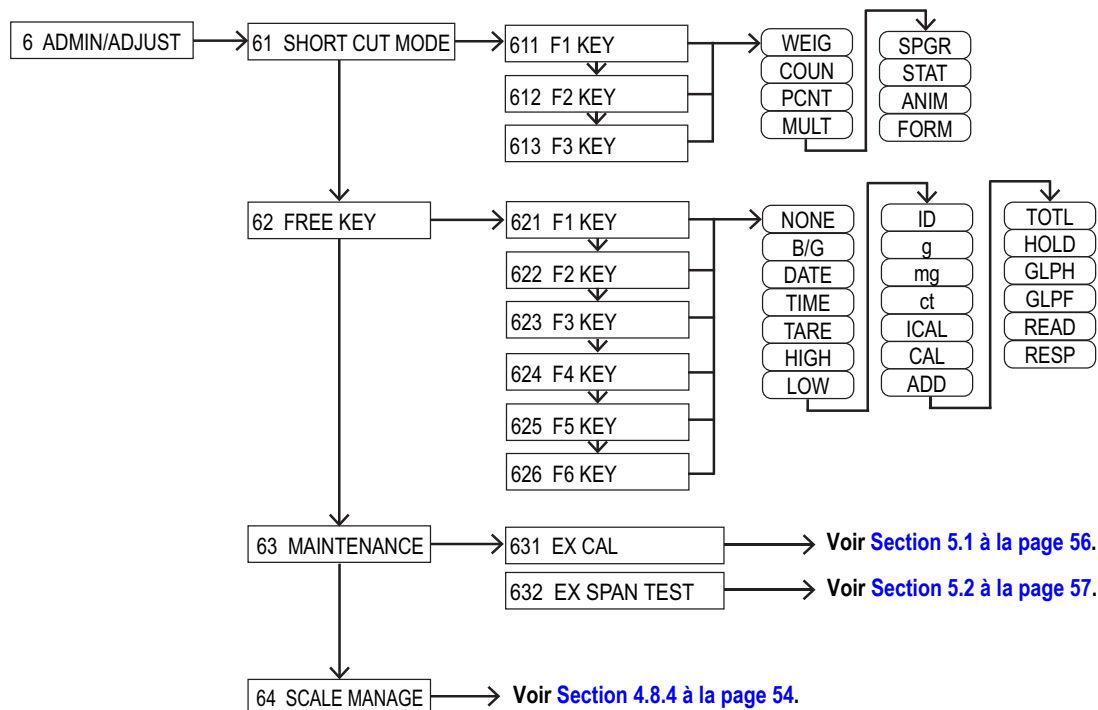 6 ADMIN/ADJUST
61 SHORT CUT MODE
611 F1 KEY
612 F2 KEY
613 F3 KEY
WEIG
COUN
PCNT
MULT
SPGR
STAT
ANIM
FORM
62 FREE KEY
621 F1 KEY
622 F2 KEY
623 F3 KEY
624 F4 KEY
625 F5 KEY
626 F6 KEY
NONE
B/G
DATE
TIME
TARE
HIGH
LOW
ID
g
mg
ct
ICAL
CAL
ADD
TOTL
HOLD
GLPH
GLPF
READ
RESP
63 MAINTENANCE
631 EX CAL
Voir Section 5.1 à la page 56.
632 EX SPAN TEST
Voir Section 5.2 à la page 57.
64 SCALE MANAGE
Voir Section 4.8.4 à la page 54.